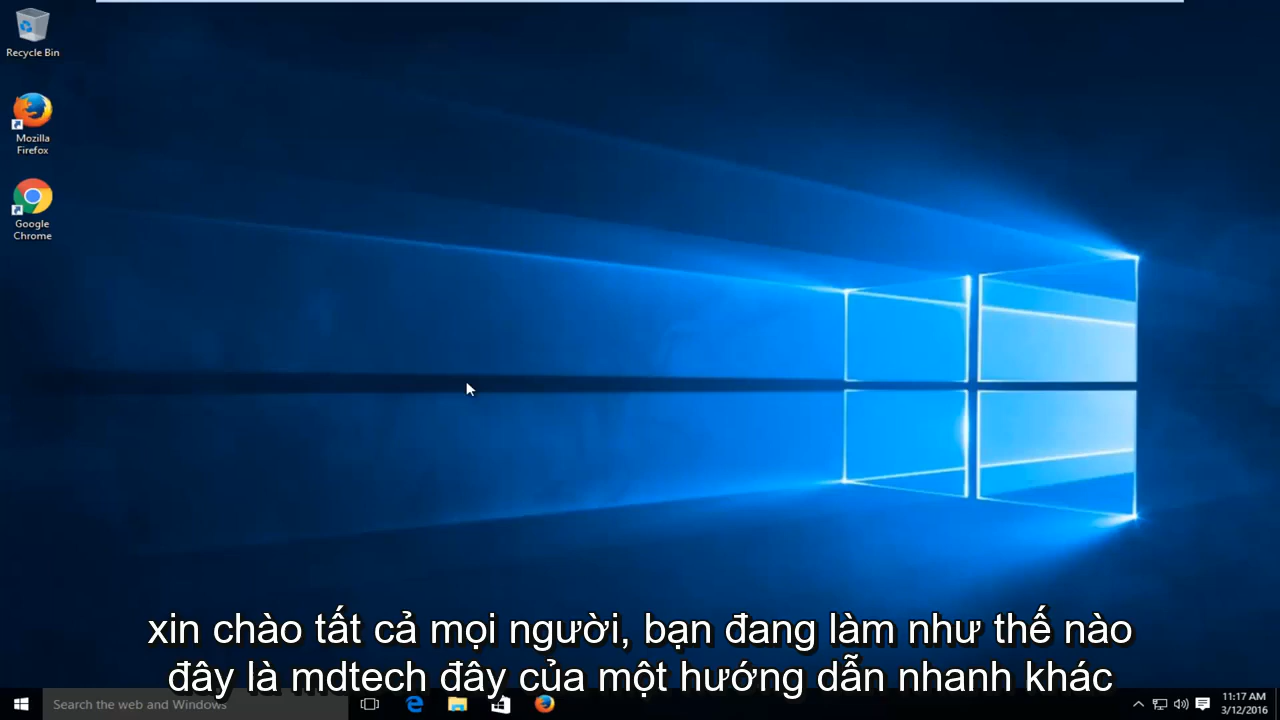 Recycle Bin
Mozilla
Firefox
Google
Chrome
xin chào tất cả mọi người, bạn đang làm như thế nào
đây là mdtech đây của một hướng dẫn nhanh khác
Search the web and Windows
11:17 AM
3/12/2016